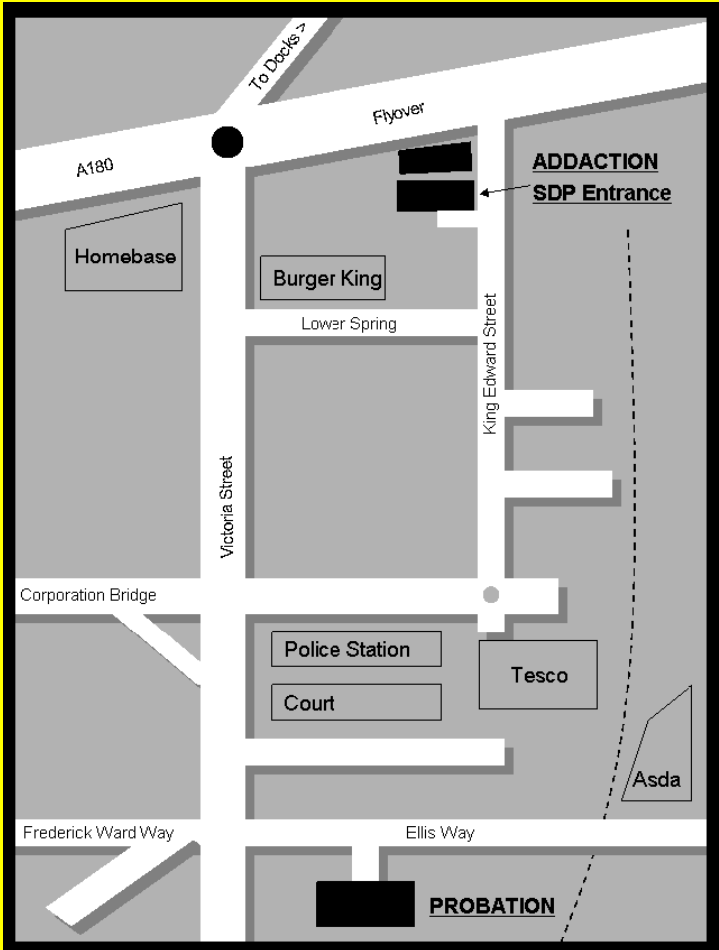 To Docks >
Flyover
A180
ADDACTION
SDP Entrance
Homebase
Burger King
Lower Spring
King Edward Street
Victoria Street
Corporation Bridge
Police Station
Tesco
Court
Asda
Frederick Ward Way
Ellis Way
PROBATION